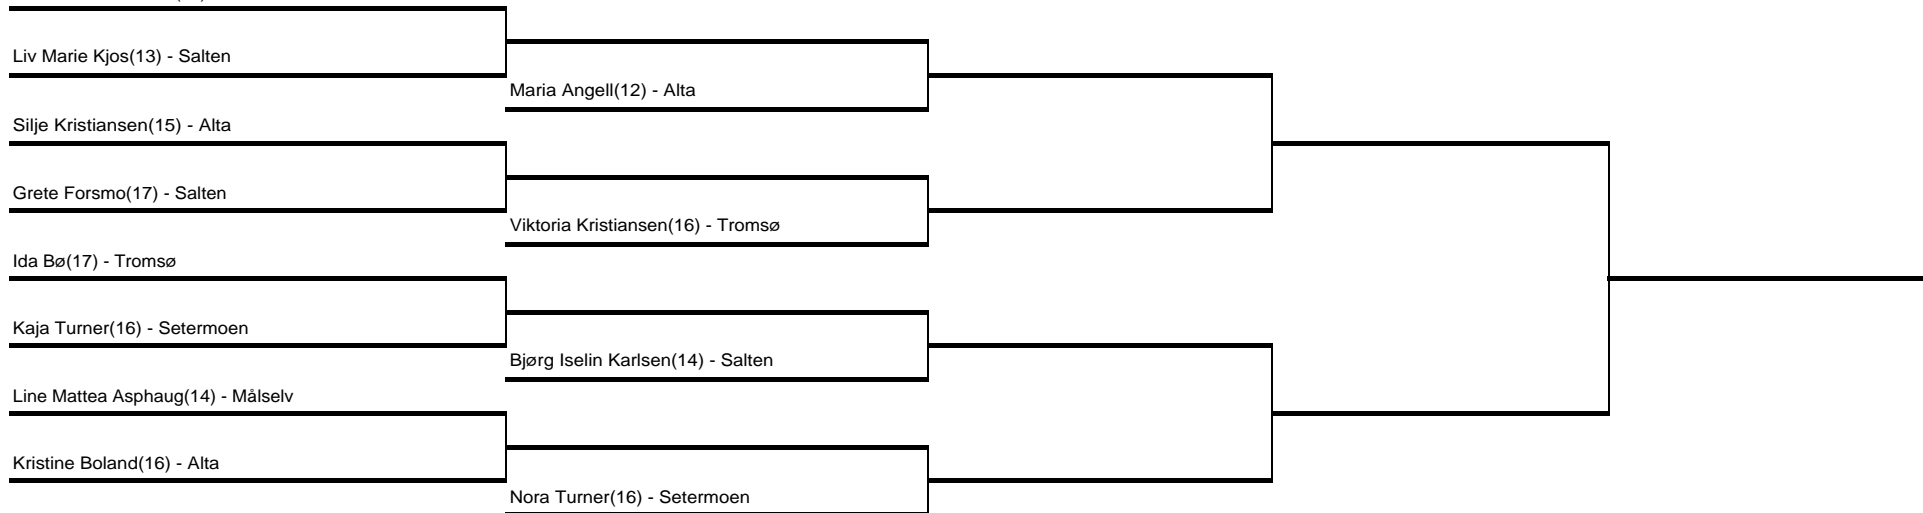 Liv Marie Kjos(13) - Salten
Maria Angell(12) - Alta
Silje Kristiansen(15) - Alta
Grete Forsmo(17) - Salten
Viktoria Kristiansen(16) - Tromsø
Ida Bø(17) - Tromsø
Kaja Turner(16) - Setermoen
Bjørg Iselin Karlsen(14) - Salten
Line Mattea Asphaug(14) - Målselv
Kristine Boland(16) - Alta
Nora Turner(16) - Setermoen